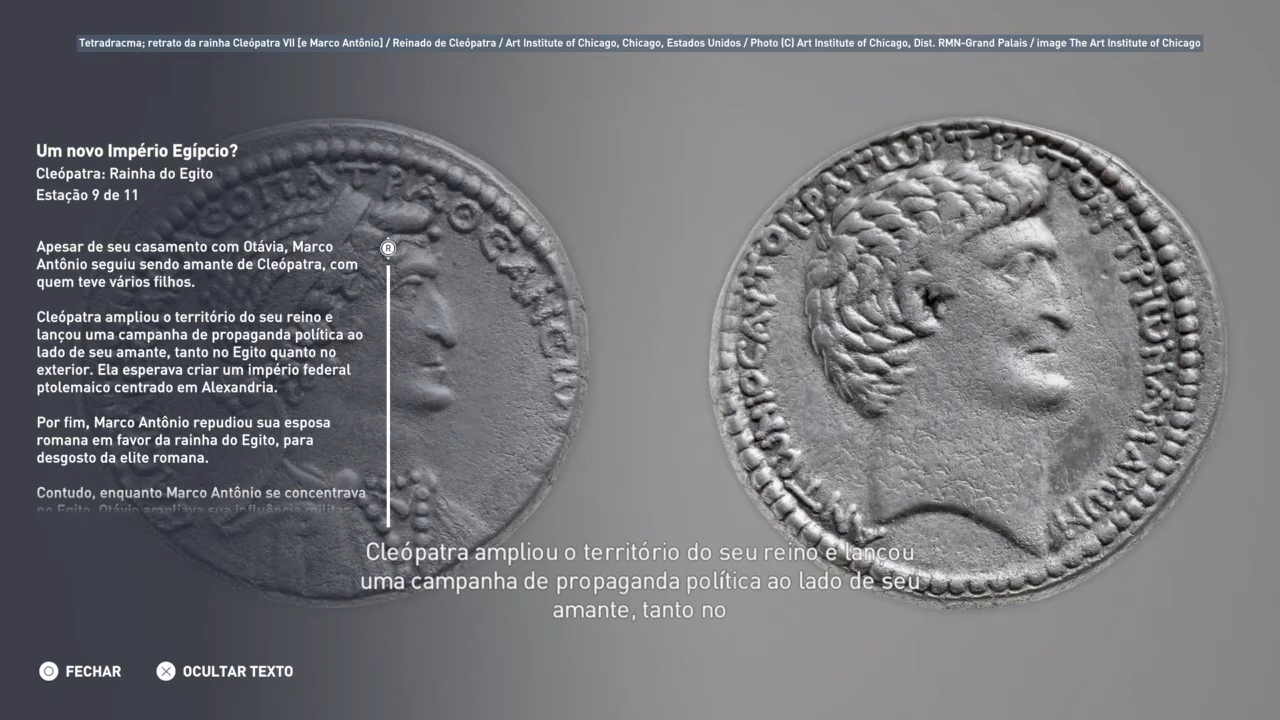 Tetradracma; retrato da rainha Cleópatra VII [e Marco Antônio] / Reinado de Cleópatra / Art Institute of Chicago, Chicago, Estados Unidos / Photo (C) Art Institute of Chicago, Dist. RMN-Grand Palais / image The Art Institute of Chicago
Um novo Império Egípcio?
Cleópatra: Rainha do Egito
Estação 9 de 11
Apesar de seu casamento com Otávia, Marco
Antônio seguiu sendo amante de Cleópatra, com
quem teve vários filhos.
Cleópatra ampliou o território do seu reino e
lançou uma campanha de propaganda política ao
lado de seu amante, tanto no Egito quanto no
exterior. Ela esperava criar um império federal
ptolemaico centrado em Alexandria.
Por fim, Marco Antônio repudiou sua esposa
romana em favor da rainha do Egito, para
desgosto da elite romana.
Contudo, enquanto Marco Antônio se concentrava
no Egito, Otávio ampliava sua influência militar e
R
Cleópatra ampliou o território do seu reino e lançou
uma campanha de propaganda política ao lado de seu
amante, tanto no
FECHAR
OCULTAR TEXTO